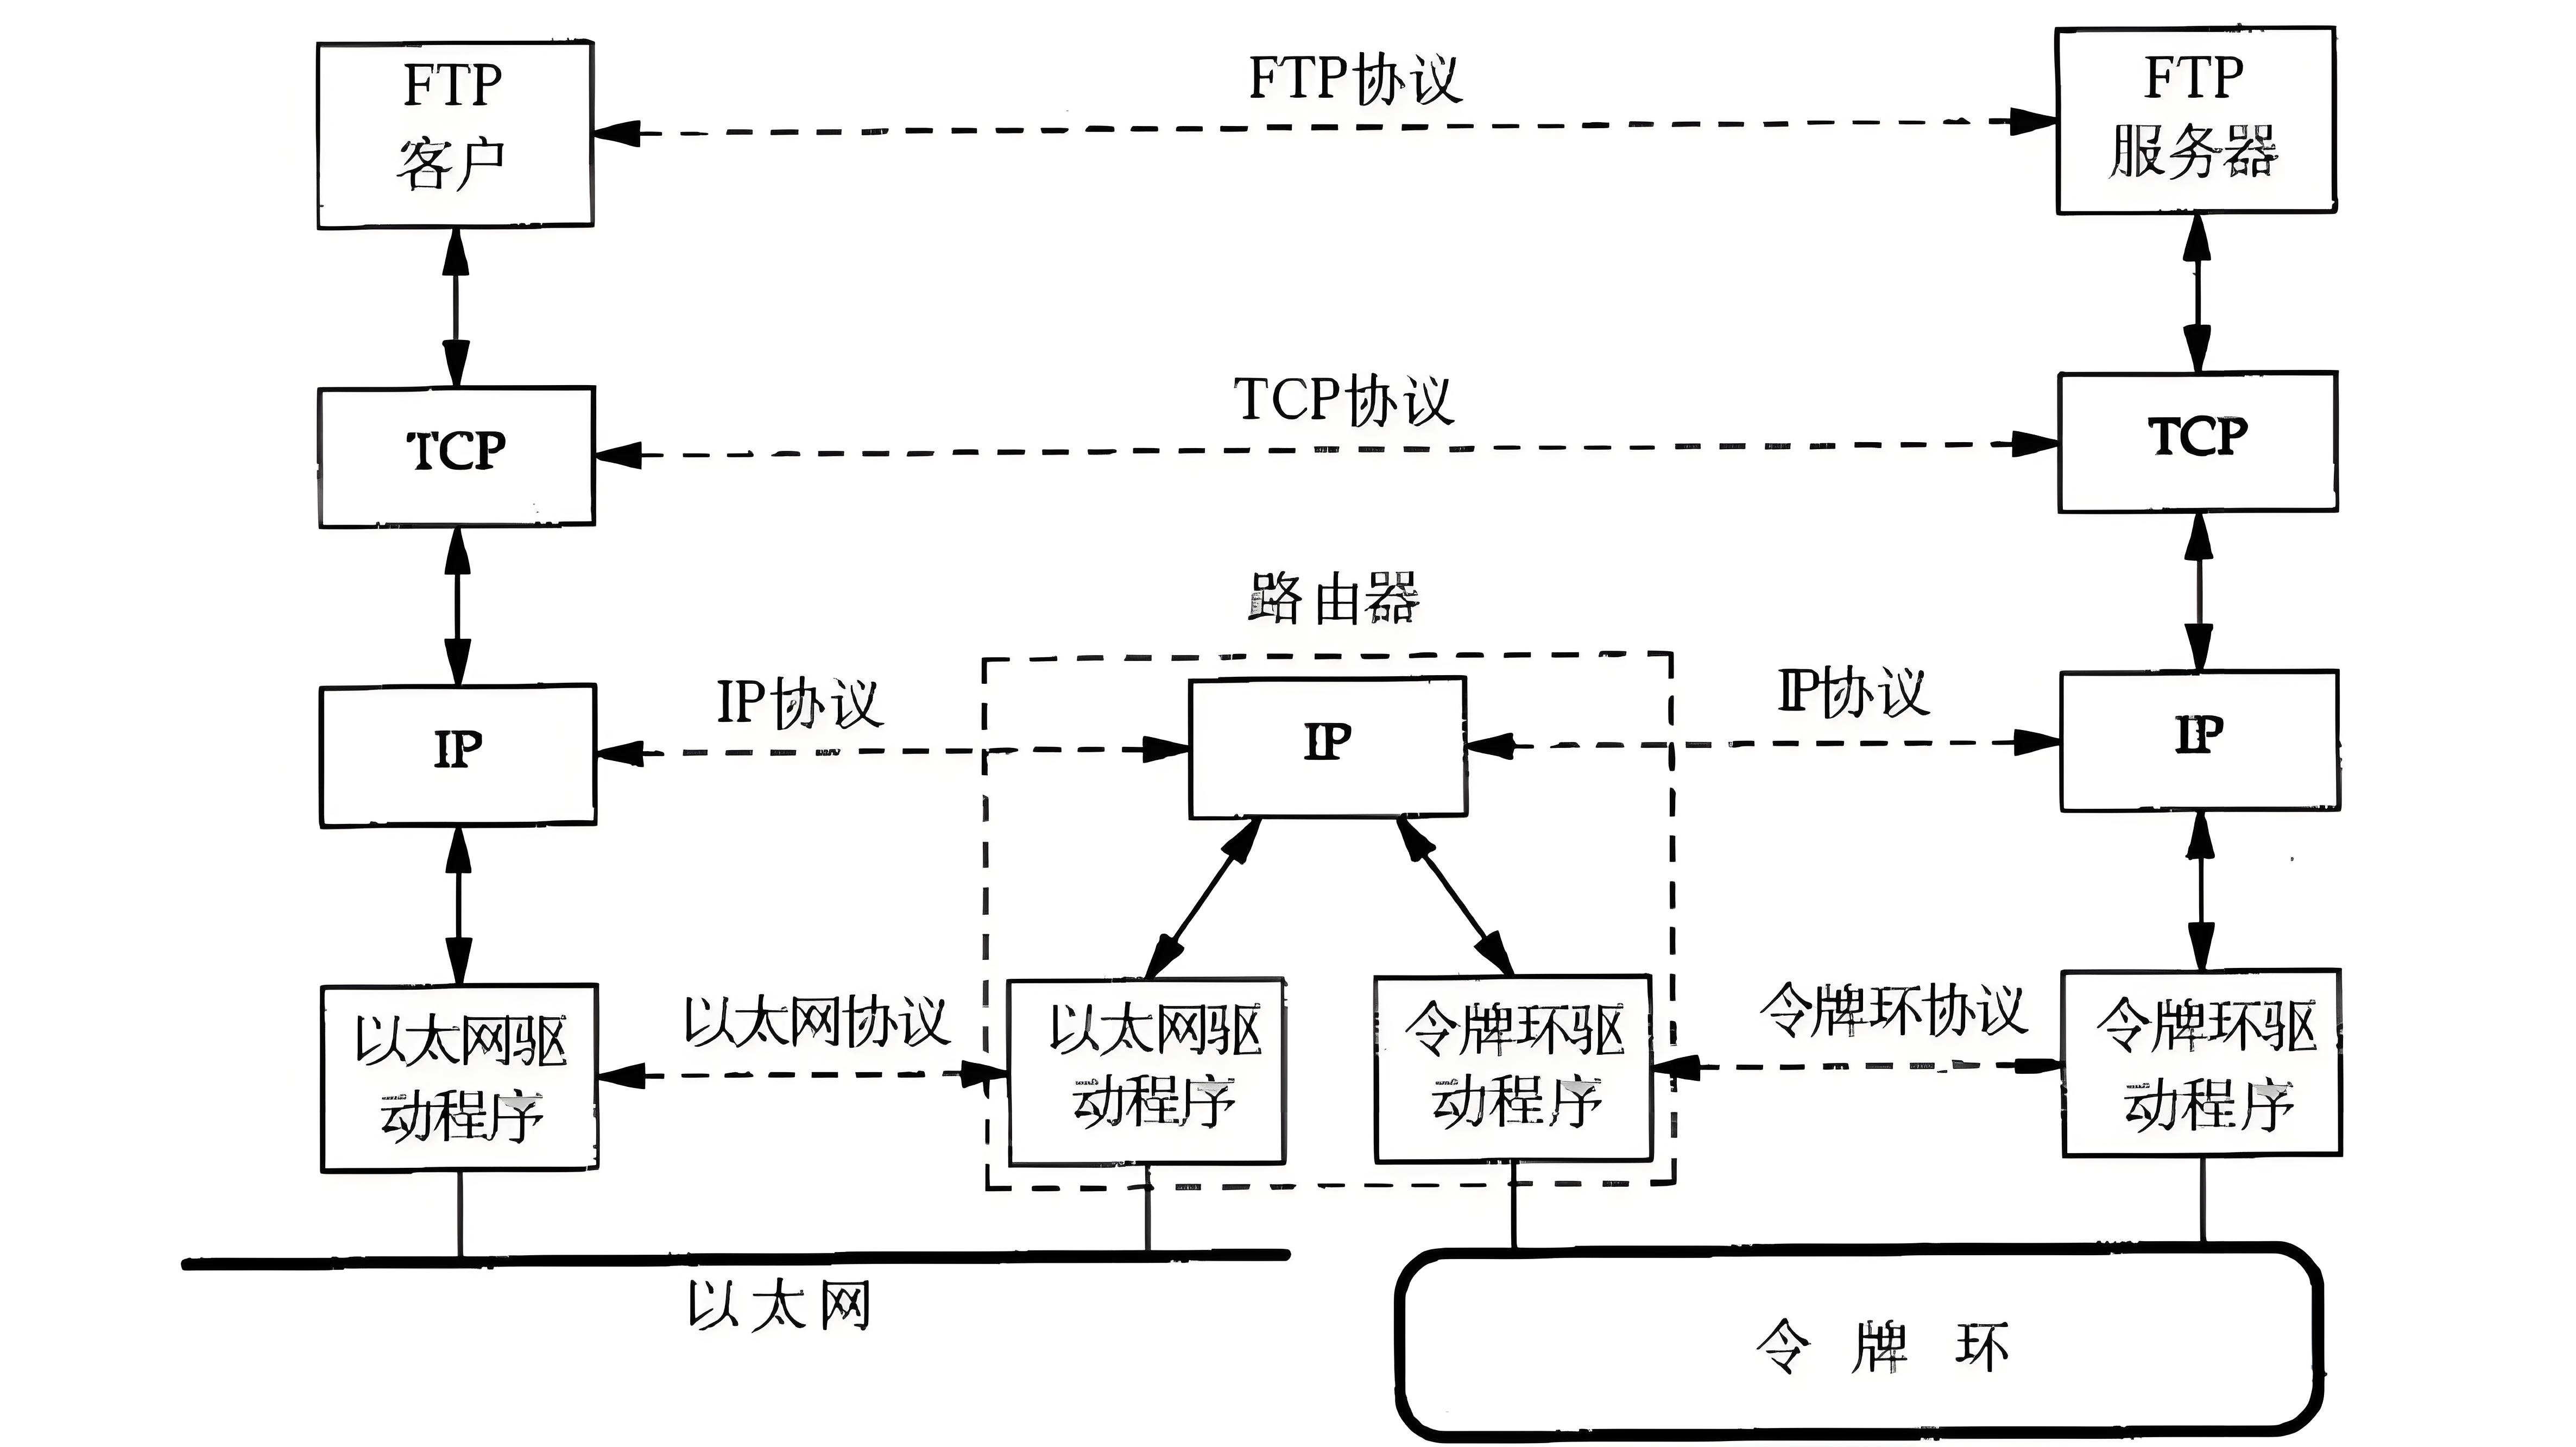 FTP
客户
FTP协议
FTP
服务器
TCP
TCP协议
TCP
路由器
IP
IP协议
IP
IP协议
IP
以太网驱
动程序
以太网协议
以太网驱
动程序
令牌环驱
动程序
令牌环协议
令牌环驱
动程序
以太网
令牌环